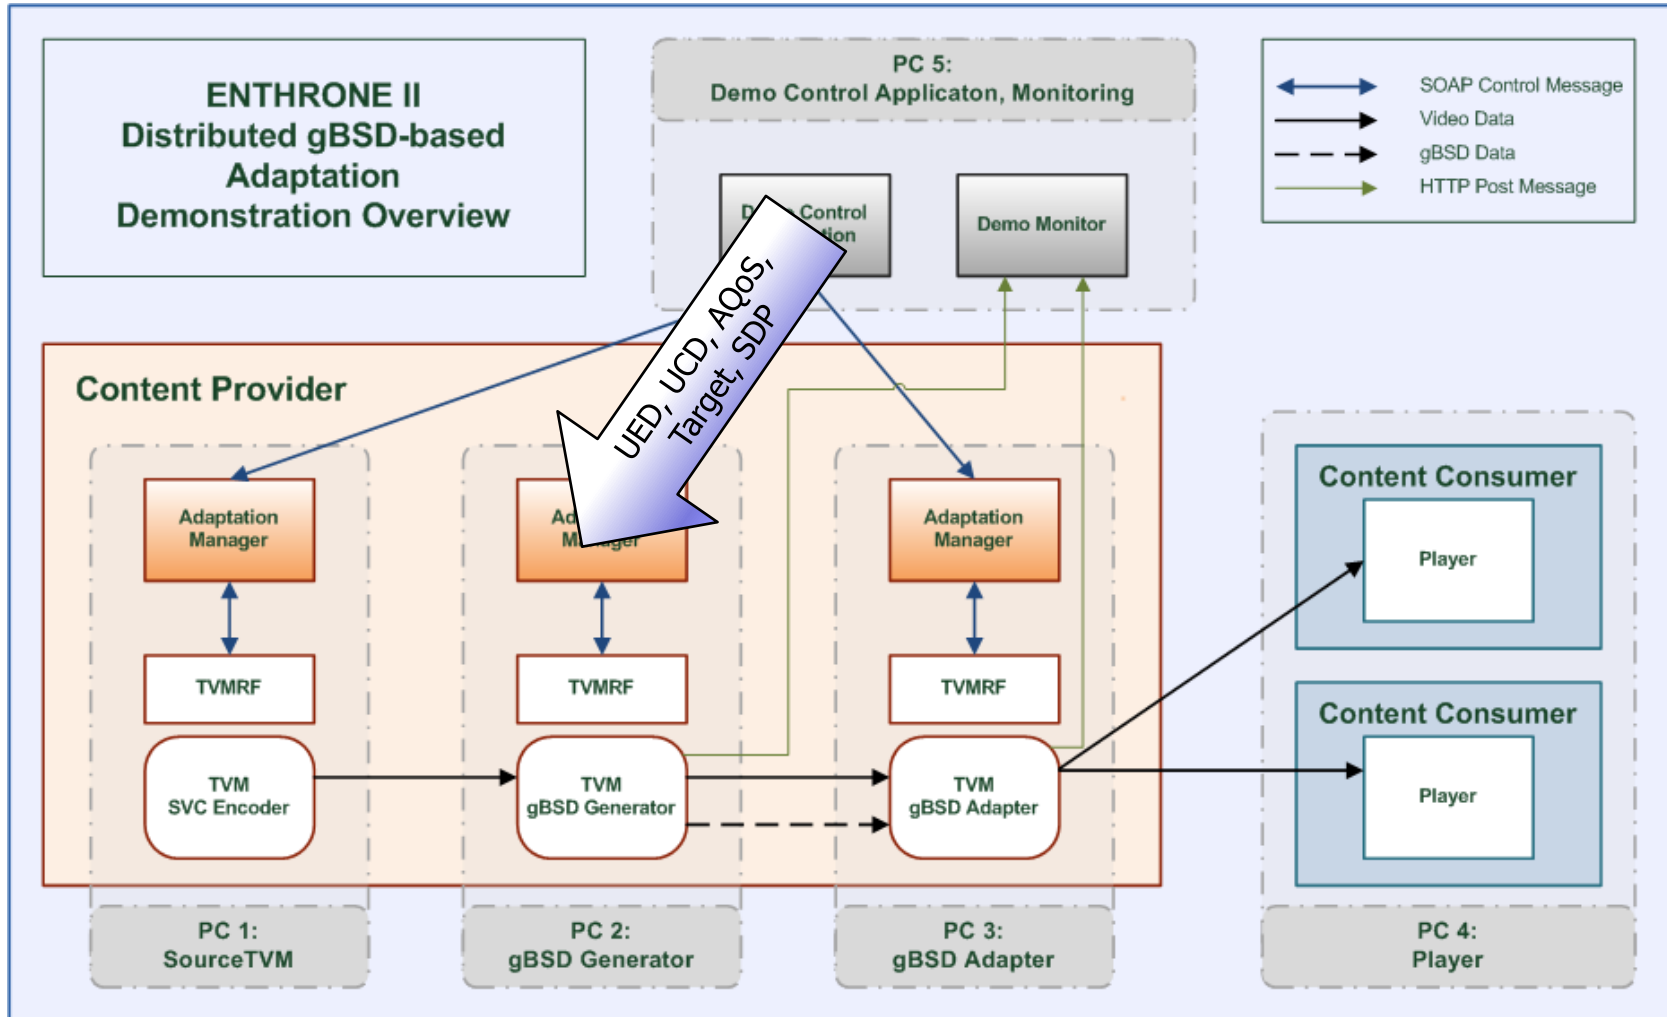 ENTHRONE II
Distributed gBSD-based
Adaptation
Demonstration Overview
PC 5:
Demo Control Applicaton, Monitoring
SOAP Control Message
Video Data
gBSD Data
HTTP Post Message
Control
Demo Monitor
UED, UCD, AQoS,
Target, SDP
Content Provider
Adaptation
Manager
Adaptation
Manager
TVMRF
TVMRF
TVMRF
TVM
SVC Encoder
TVM
gBSD Generator
TVM
gBSD Adapter
Content Consumer
Player
Content Consumer
Player
PC 1:
SourceTVM
PC 2:
gBSD Generator
PC 3:
gBSD Adapter
PC 4:
Player